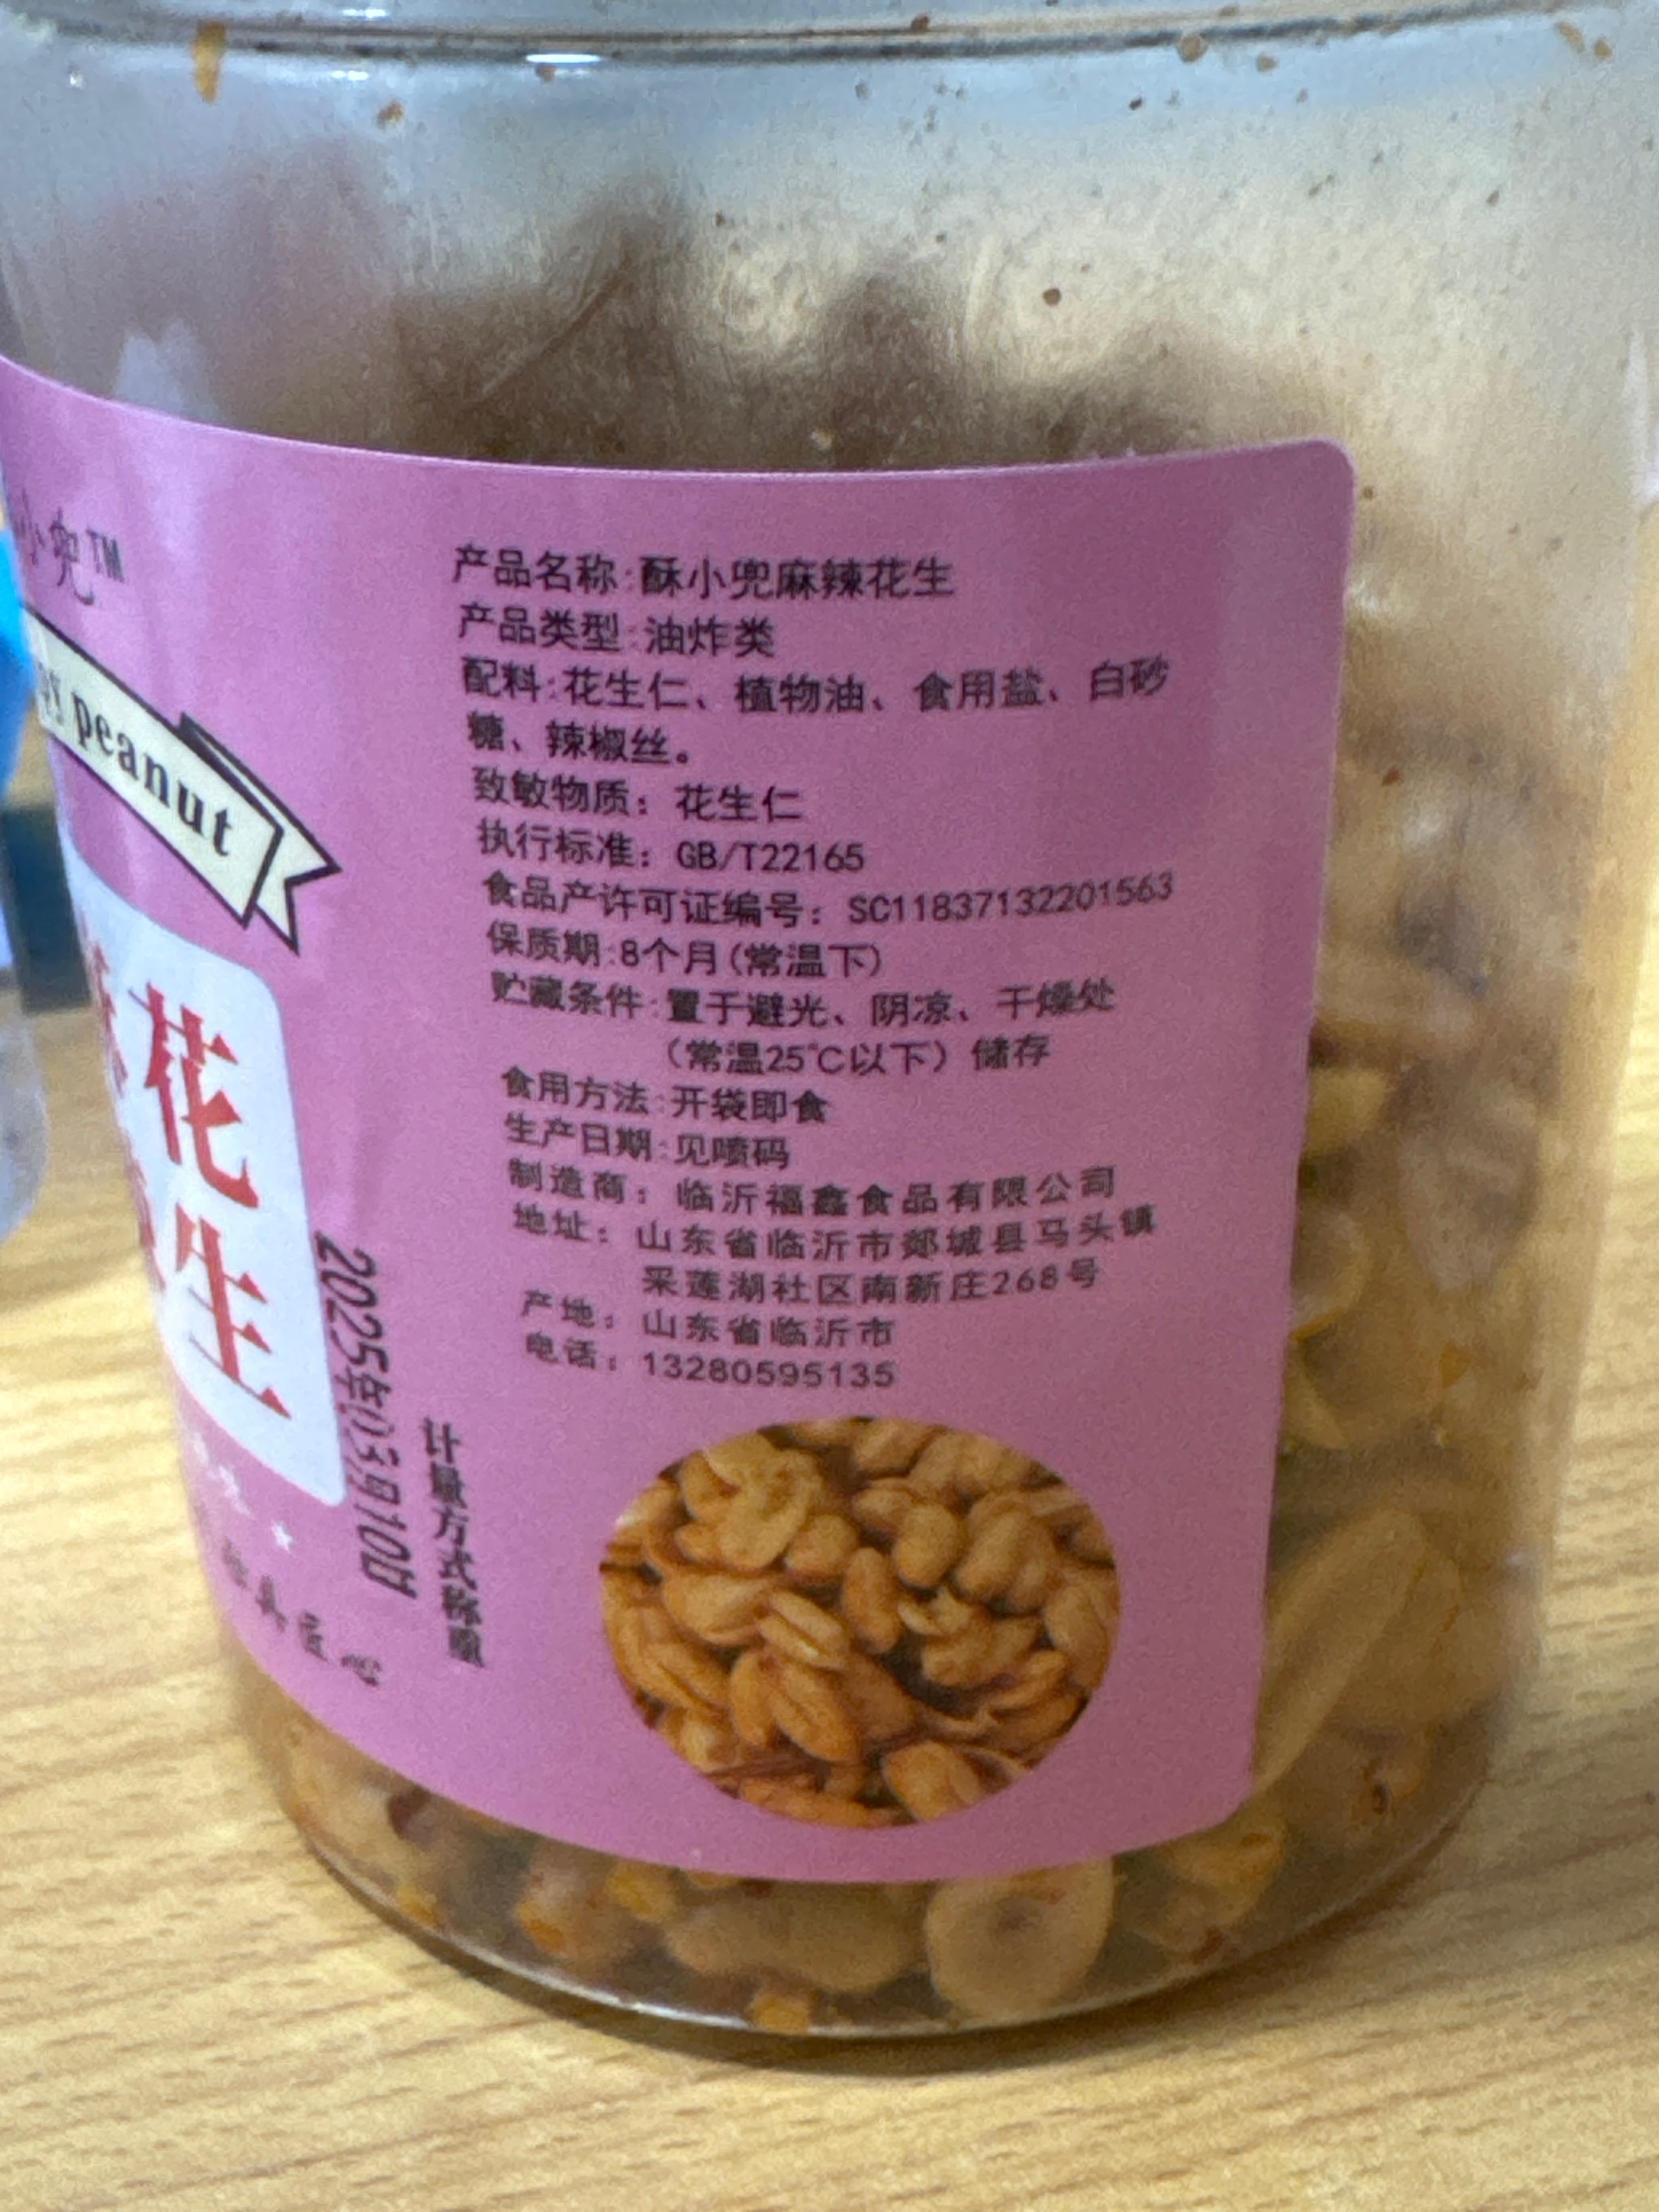 小兜™
peanut
花生
产品名称:酥小兜麻辣花生
产品类型:油炸类
配料:花生仁、植物油、食用盐、白砂
糖、辣椒丝。
致敏物质：花生仁
执行标准：GB/T22165
食品产许可证编号：SC11837132201563
保质期:8个月(常温下)
贮藏条件:置于避光、阴凉、干燥处
（常温25℃以下）储存
食用方法:开袋即食
生产日期:见喷码
制造商：临沂福鑫食品有限公司
地址：山东省临沂市郯城县马头镇
采莲湖社区南新庄268号
产地：山东省临沂市
电话：13280595135
2025年03月10日
计量方式称重
具匠心